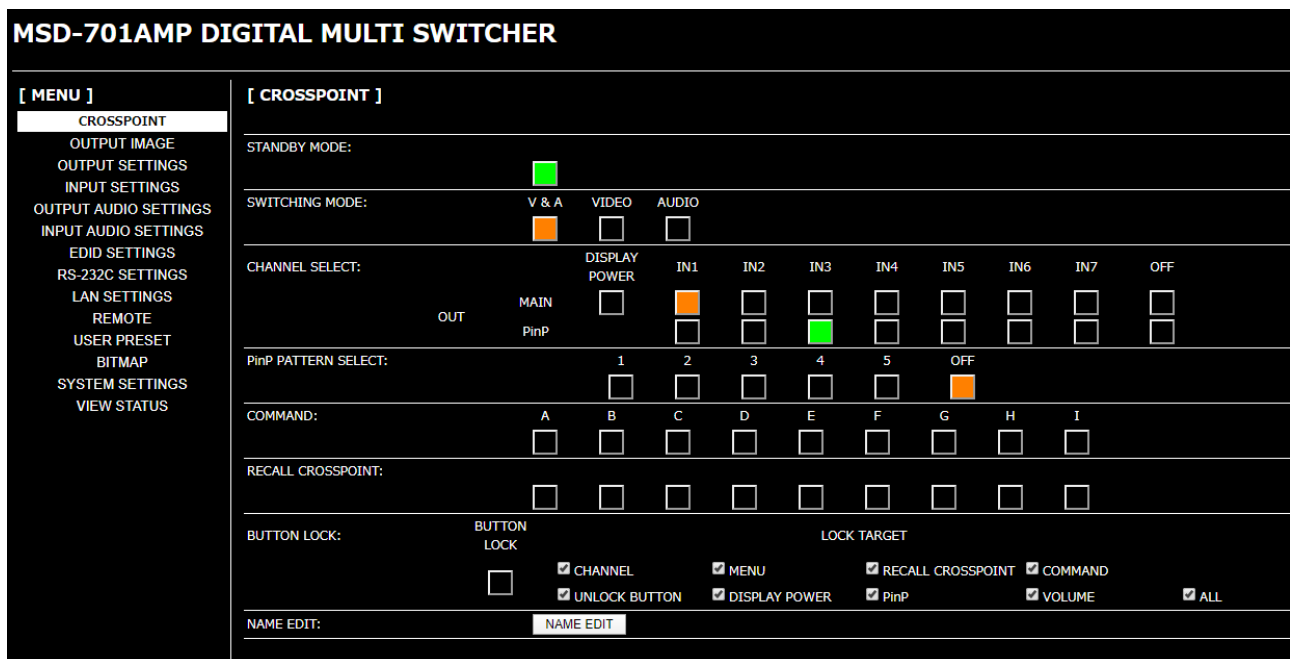 MSD-701AMP DIGITAL MULTI SWITCHER
[ MENU ]
CROSSPOINT
OUTPUT IMAGE
OUTPUT SETTINGS
INPUT SETTINGS
OUTPUT AUDIO SETTINGS
INPUT AUDIO SETTINGS
EDID SETTINGS
RS-232C SETTINGS
LAN SETTINGS
REMOTE
USER PRESET
BITMAP
SYSTEM SETTINGS
VIEW STATUS
[ CROSSPOINT ]
STANDBY MODE:
SWITCHING MODE: V & A VIDEO AUDIO
CHANNEL SELECT: DISPLAY POWER IN1 IN2 IN3 IN4 IN5 IN6 IN7 OFF
OUT
MAIN
PinP
PinP PATTERN SELECT: 1 2 3 4 5 OFF
COMMAND: A B C D E F G H I
RECALL CROSSPOINT:
BUTTON LOCK: BUTTON LOCK LOCK TARGET
CHANNEL MENU RECALL CROSSPOINT COMMAND
UNLOCK BUTTON DISPLAY POWER PinP VOLUME ALL
NAME EDIT: NAME EDIT